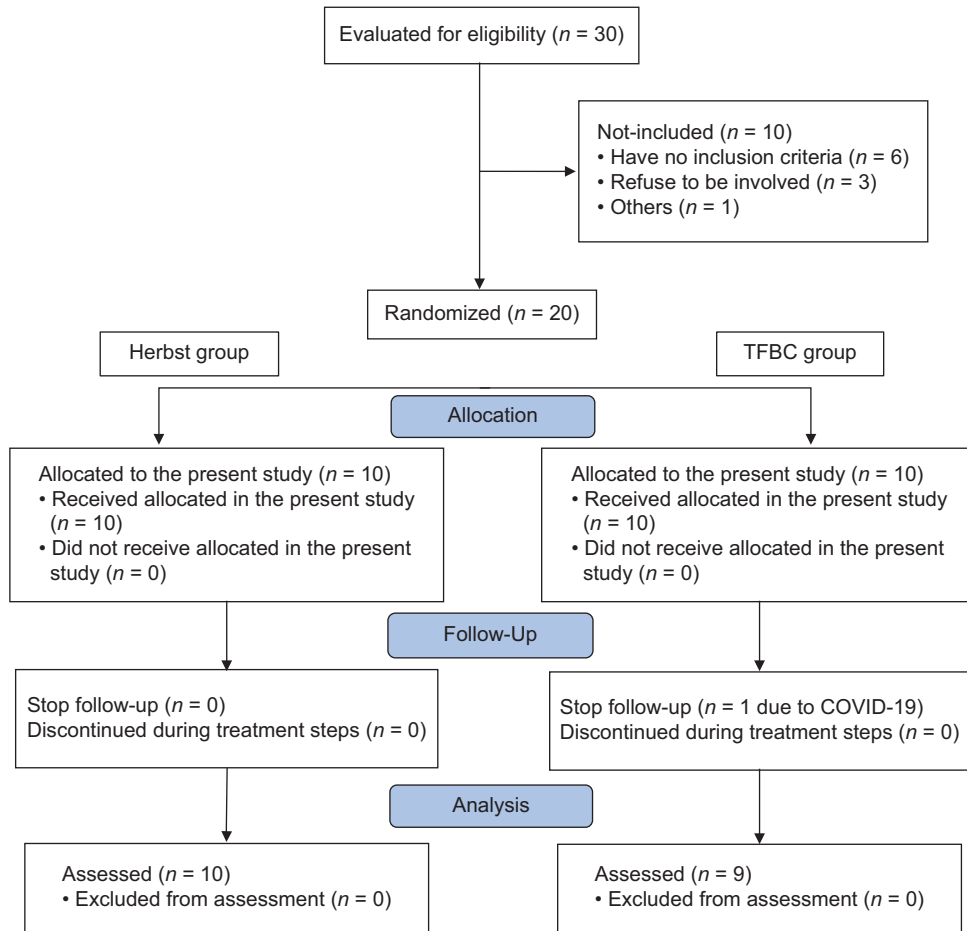 Evaluated for eligibility (n = 30)
Not-included (n = 10)
• Have no inclusion criteria (n = 6)
• Refuse to be involved (n = 3)
• Others (n = 1)
Randomized (n = 20)
Herbst group
TFBC group
Allocation
Allocated to the present study (n = 10)
• Received allocated in the present study
(n = 10)
• Did not receive allocated in the present
study (n = 0)
Allocated to the present study (n = 10)
• Received allocated in the present study
(n = 10)
• Did not receive allocated in the present
study (n = 0)
Follow-Up
Stop follow-up (n = 0)
Discontinued during treatment steps (n = 0)
Stop follow-up (n = 1 due to COVID-19)
Discontinued during treatment steps (n = 0)
Analysis
Assessed (n = 10)
• Excluded from assessment (n = 0)
Assessed (n = 9)
• Excluded from assessment (n = 0)